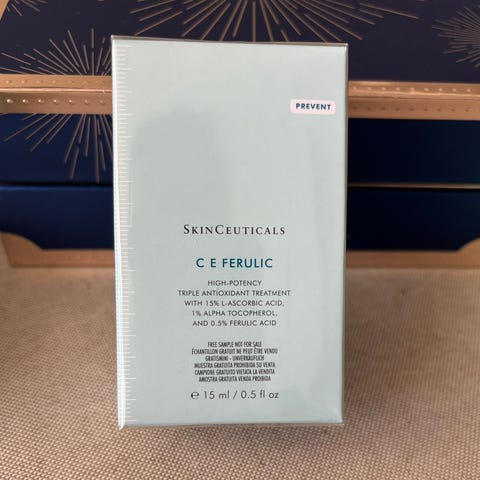 PREVENT
SKINCEUTICALS
C E FERULIC
HIGH-POTENCY
TRIPLE ANTIOXIDANT TREATMENT
WITH 15% L-ASCORBIC ACID,
1% ALPHA TOCOPHEROL,
AND 0.5% FERULIC ACID
FREE SAMPLE NOT FOR SALE
ÉCHANTILLON GRATUIT NE PEUT ÊTRE VENDU
GRATISMINI - UNVERKÄUFLICH
MUESTRA GRATUITA PROHIBIDA SU VENTA
CAMPIONE GRATUITO VIETATA LA VENDITA
AMOSTRA GRATUITA VENDA PROIBIDA
℮ 15 ml / 0.5 fl oz